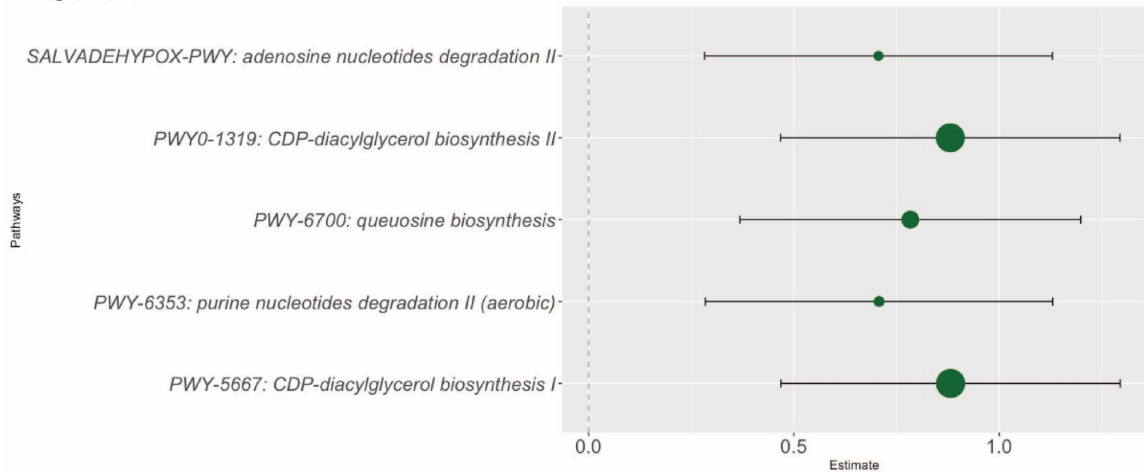 SALVADEHYPOX-PWY: adenosine nucleotides degradation II
PWY0-1319: CDP-diacylglycerol biosynthesis II
PWY-6700: queuosine biosynthesis
PWY-6353: purine nucleotides degradation II (aerobic)
PWY-5667: CDP-diacylglycerol biosynthesis I
Pathways
0.0 0.5 1.0
Estimate